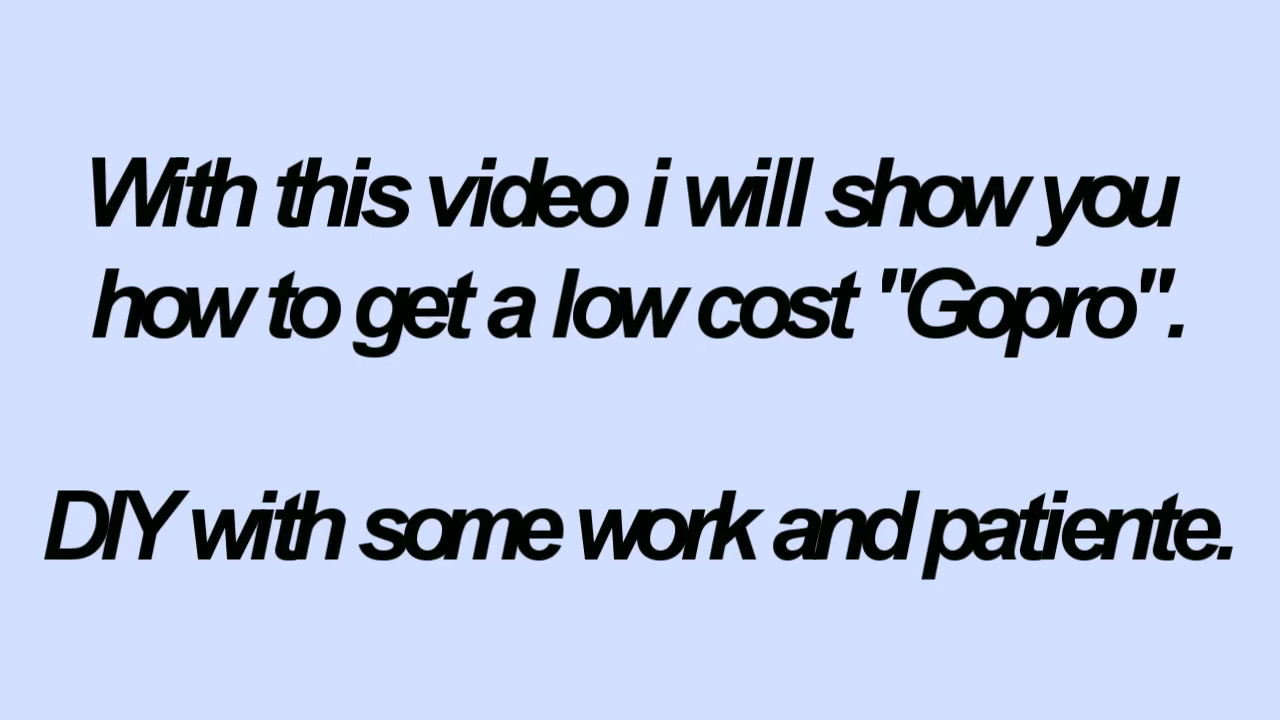 With this video i will show you
how to get a low cost "Gopro".
DIY with some work and patiente.